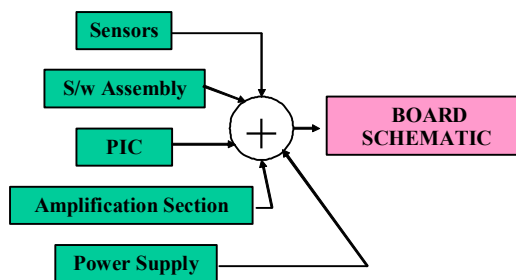 Sensors
S/w Assembly
BOARD
SCHEMATIC
PIC
Amplification Section
Power Supply